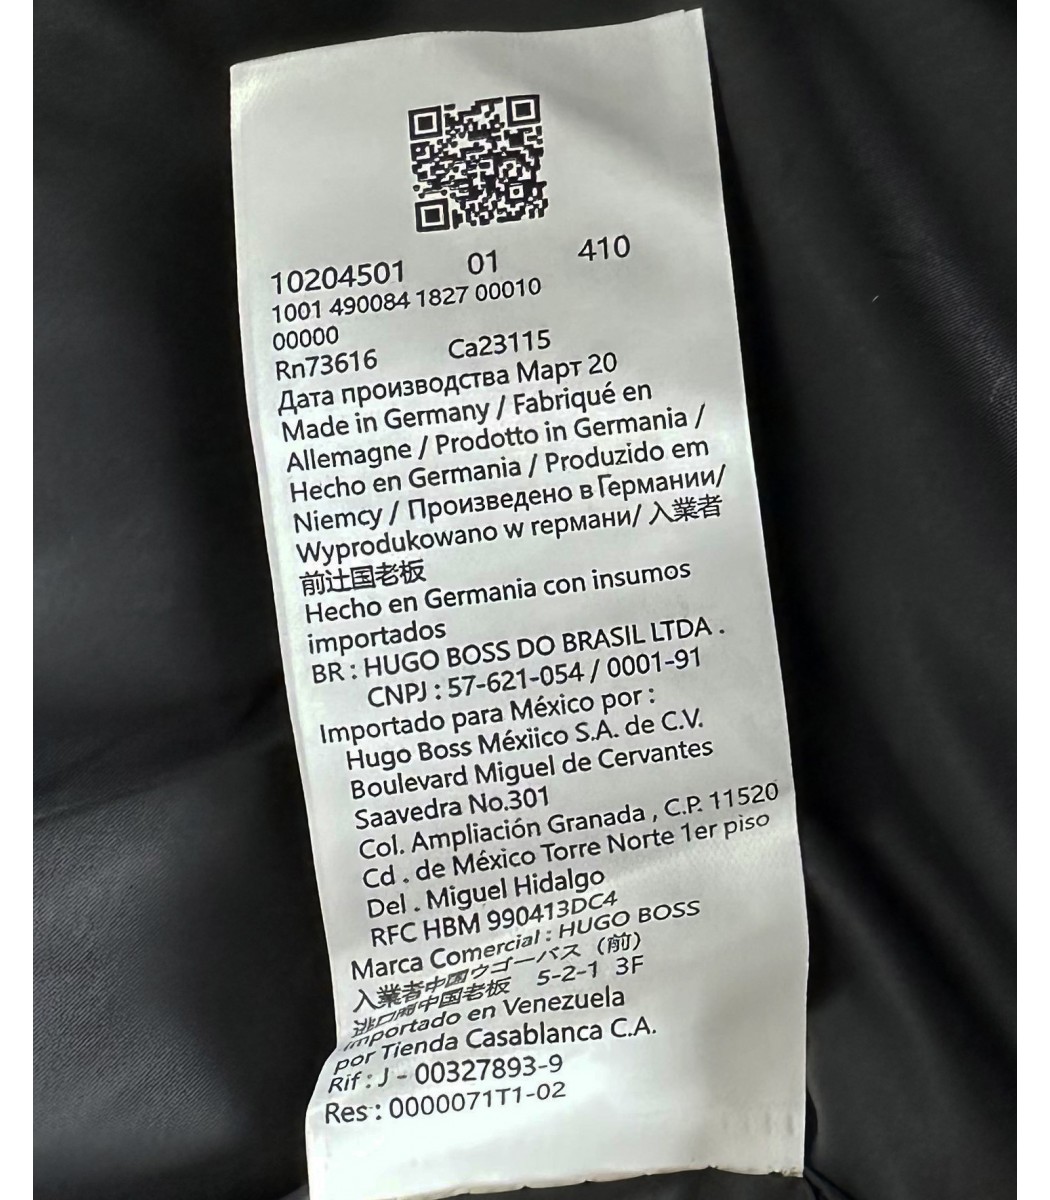 10204501 01 410
1001 490084 1827 00010
00000
Rn73616 Ca23115
Дата производства Март 20
Made in Germany / Fabriqué en
Allemagne / Prodotto in Germania /
Hecho en Germania / Produzido em
Niemcy / Произведено в Германии/
Wyprodukowano w германи/ 入業者
前辻国老板
Hecho en Germania con insumos
importados
BR : HUGO BOSS DO BRASIL LTDA .
CNPJ : 57-621-054 / 0001-91
Importado para México por :
Hugo Boss Méxiico S.A. de C.V.
Boulevard Miguel de Cervantes
Saavedra No.301
Col. Ampliación Granada , C.P. 11520
Cd . de México Torre Norte 1er piso
Del . Miguel Hidalgo
RFC HBM 990413DC4
Marca Comercial : HUGO BOSS
入業者中国ウゴーバス (前)
中国老板 5-2-1 3F
importado en Venezuela
por Tienda Casablanca C.A.
Rif : J - 00327893-9
Res : 0000071T1-02